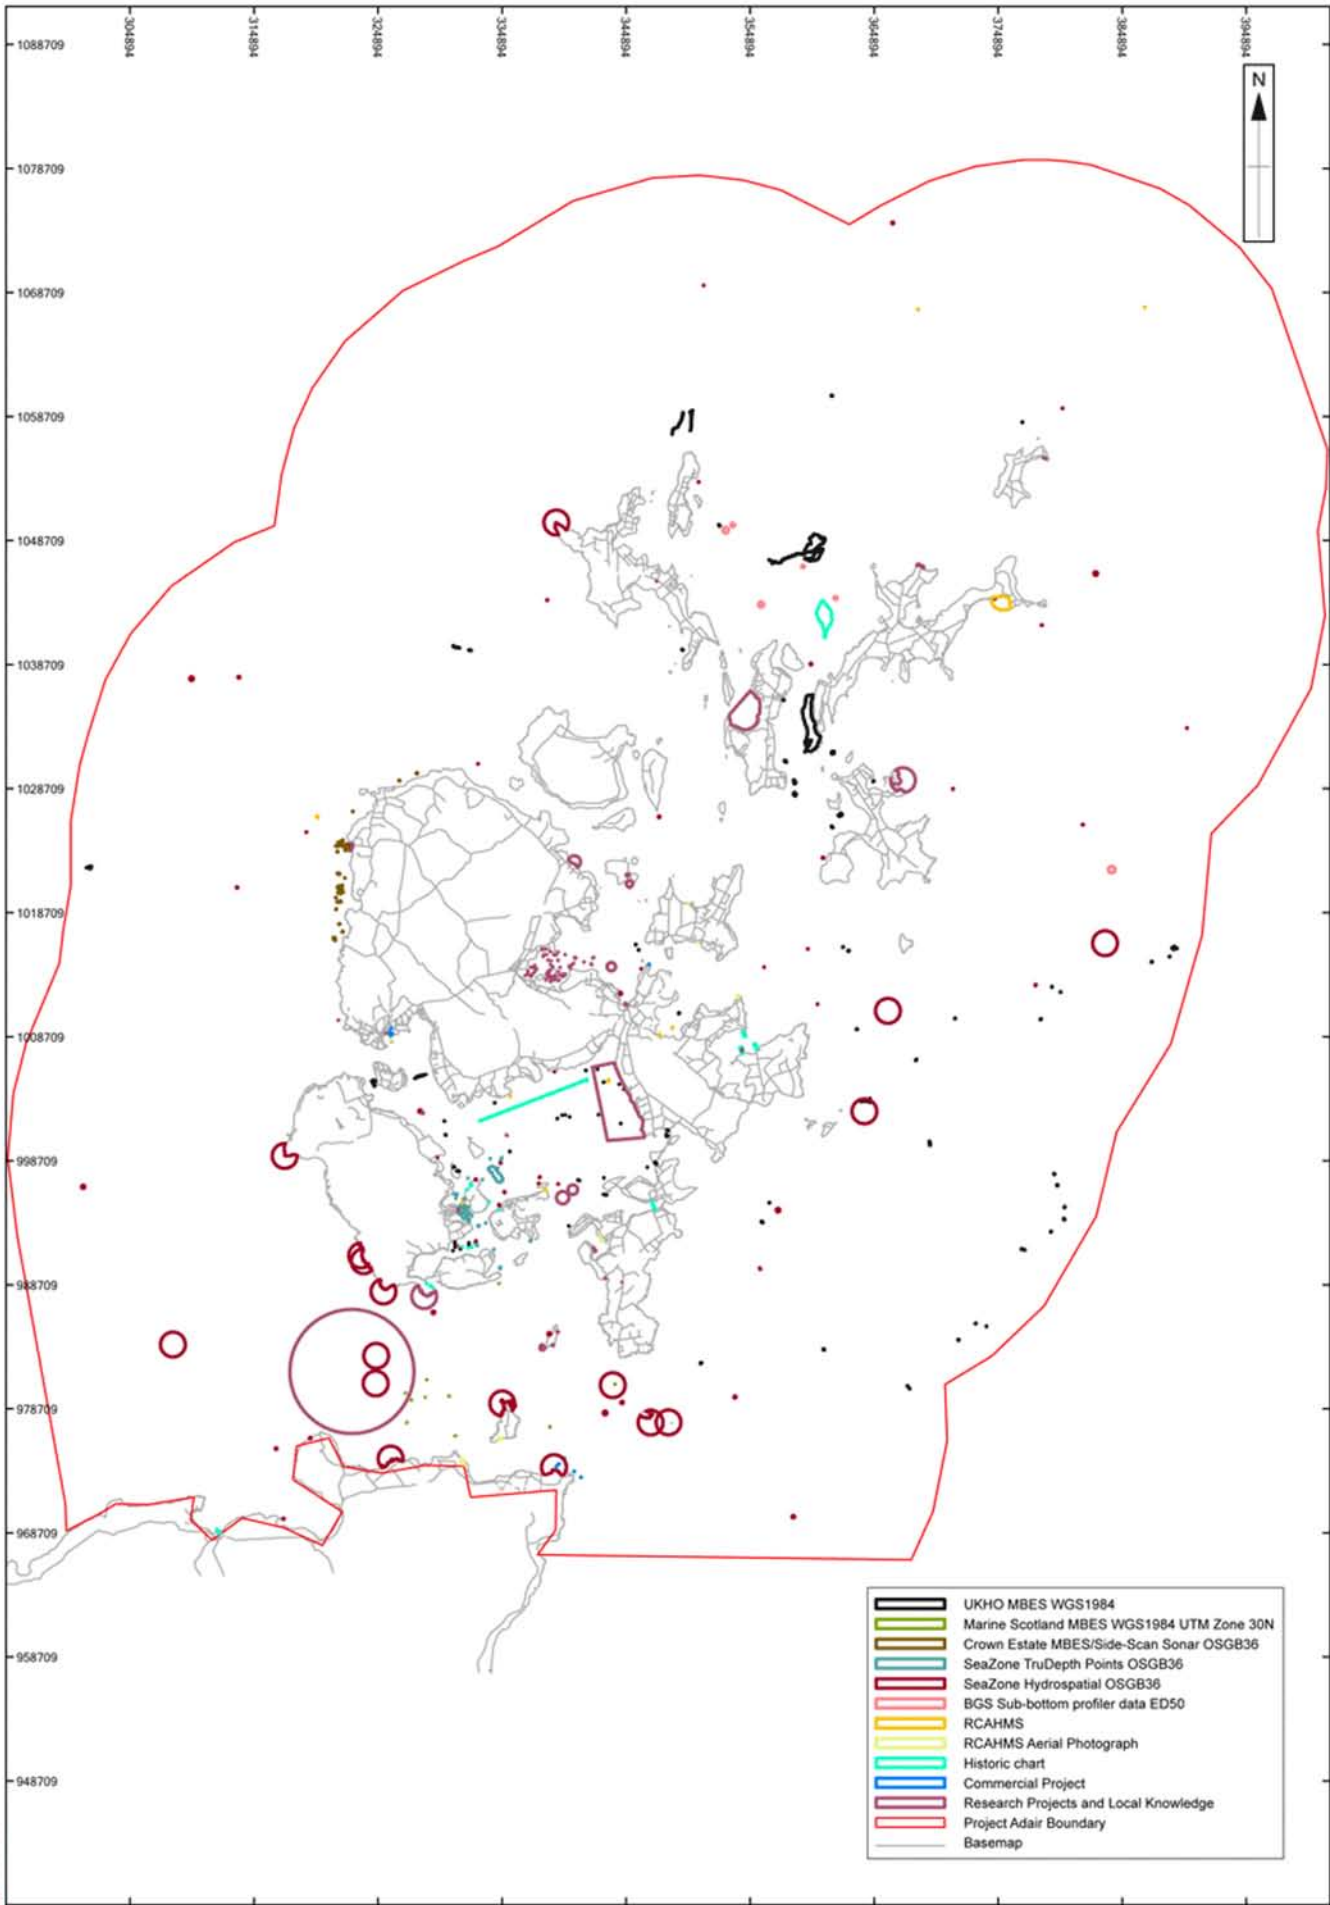 304894
314894
324894
334894
344894
354894
364894
374894
384894
394894
N
1088709
1078709
1068709
1058709
1048709
1038709
1028709
1018709
1008709
998709
988709
978709
968709
958709
948709
UKHO MBES WGS1984
Marine Scotland MBES WGS1984 UTM Zone 30N
Crown Estate MBES/Side-Scan Sonar OSGB36
SeaZone TruDepth Points OSGB36
SeaZone Hydrospatial OSGB36
BGS Sub-bottom profiler data ED50
RCAHMS
RCAHMS Aerial Photograph
Historic chart
Commercial Project
Research Projects and Local Knowledge
Project Adair Boundary
Basemap